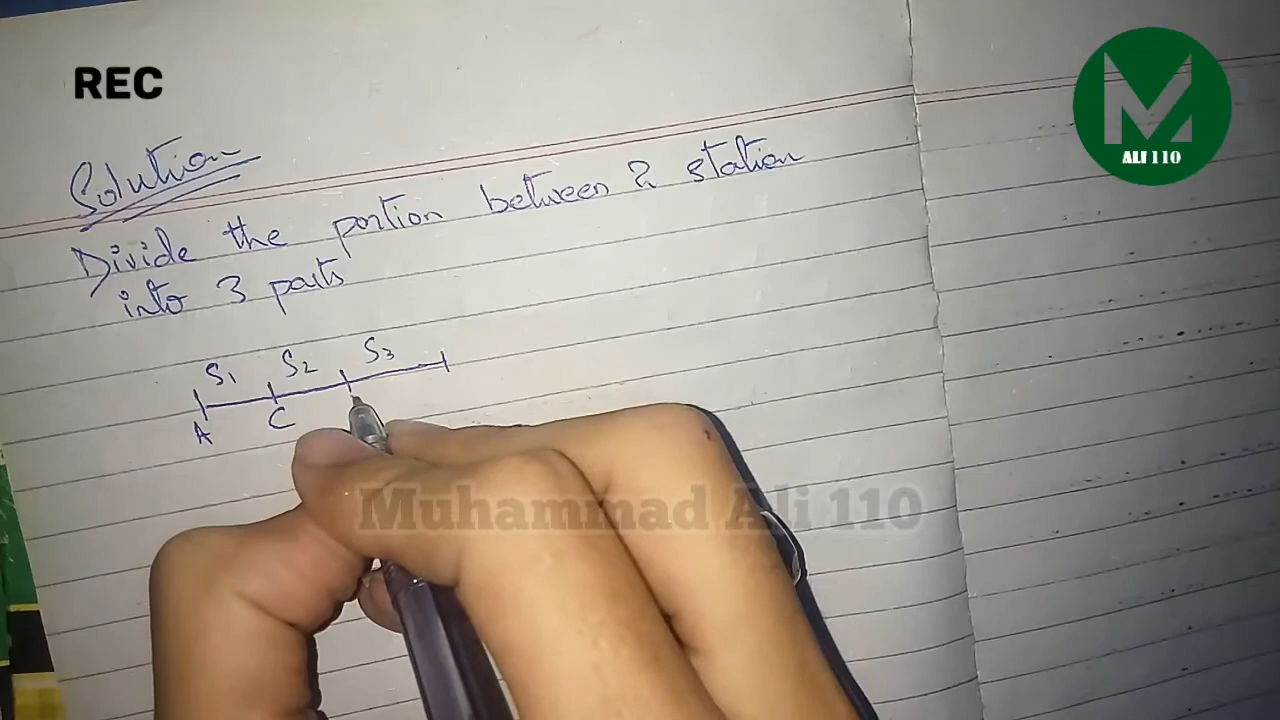 REC
M
ALI 110
Solution
Divide the portion between 2 station
into 3 parts
S1 S2 S3
A C
Muhammad Ali 110